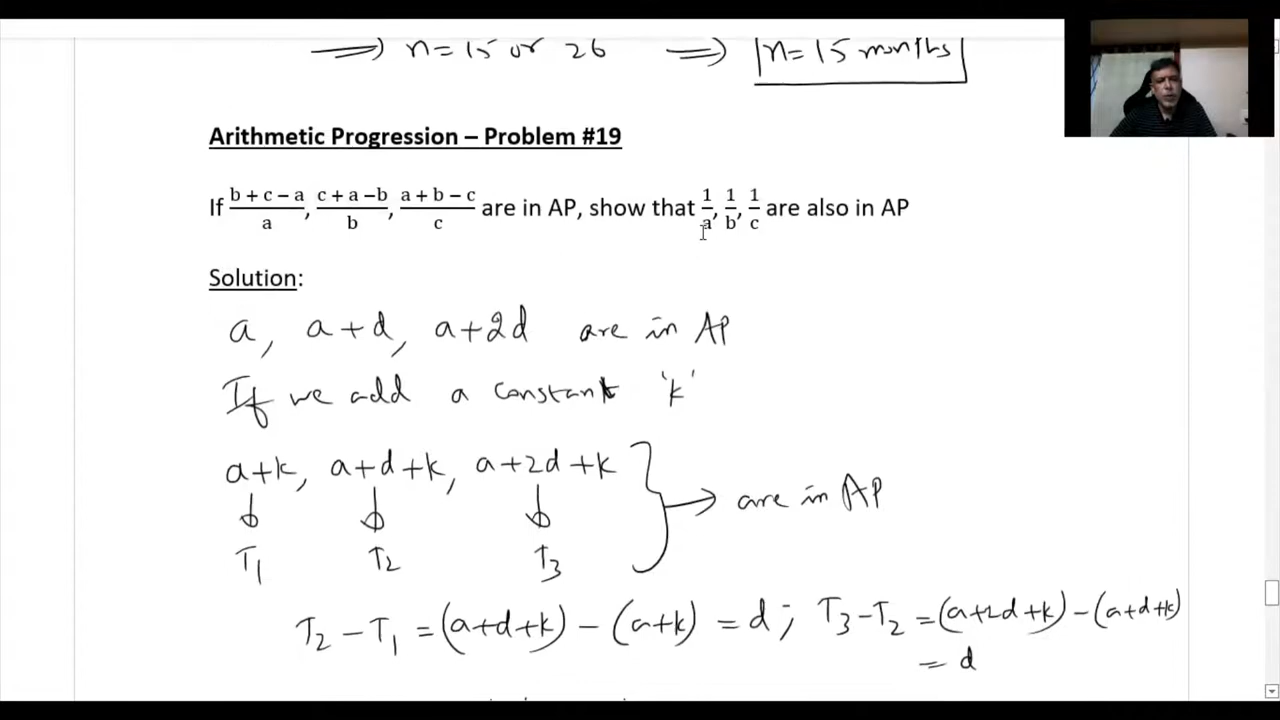 ⟹ n=15 or 26 ⟹ n=15 months
Arithmetic Progression – Problem #19
If (b+c−a)/a, (c+a−b)/b, (a+b−c)/c are in AP, show that 1/a, 1/b, 1/c are also in AP
Solution:
a, a+d, a+2d are in AP
If we add a constant 'k'
a+k, a+d+k, a+2d+k } → are in AP
T₁ T₂ T₃
T₂−T₁ = (a+d+k) − (a+k) = d; T₃−T₂ = (a+2d+k) − (a+d+k)
= d